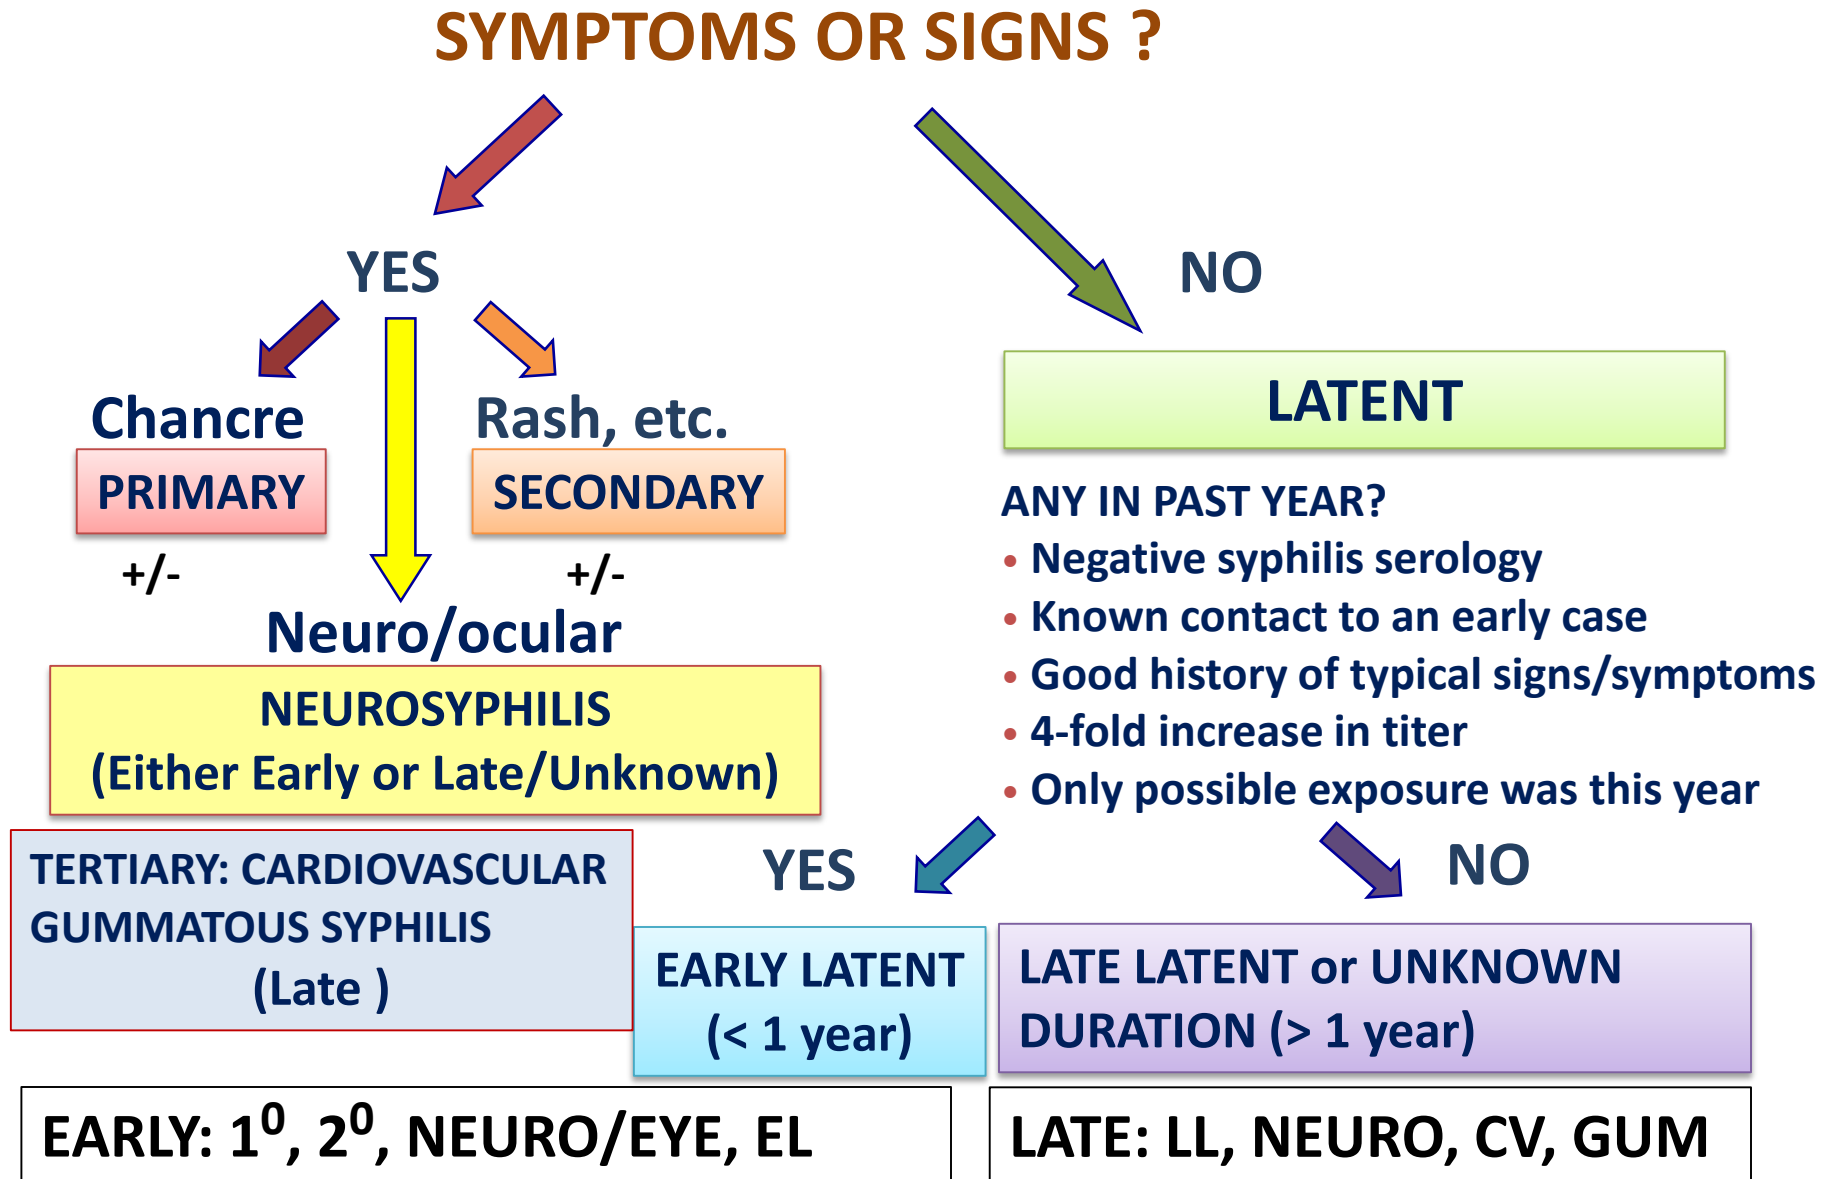 SYMPTOMS OR SIGNS ?
YES
NO
Chancre
PRIMARY
+/-
Rash, etc.
SECONDARY
+/-
Neuro/ocular
NEUROSYPHILIS
(Either Early or Late/Unknown)
TERTIARY: CARDIOVASCULAR
GUMMATOUS SYPHILIS
(Late )
LATENT
ANY IN PAST YEAR?
• Negative syphilis serology
• Known contact to an early case
• Good history of typical signs/symptoms
• 4-fold increase in titer
• Only possible exposure was this year
YES
NO
EARLY LATENT
(< 1 year)
LATE LATENT or UNKNOWN
DURATION (> 1 year)
EARLY: 1⁰, 2⁰, NEURO/EYE, EL
LATE: LL, NEURO, CV, GUM